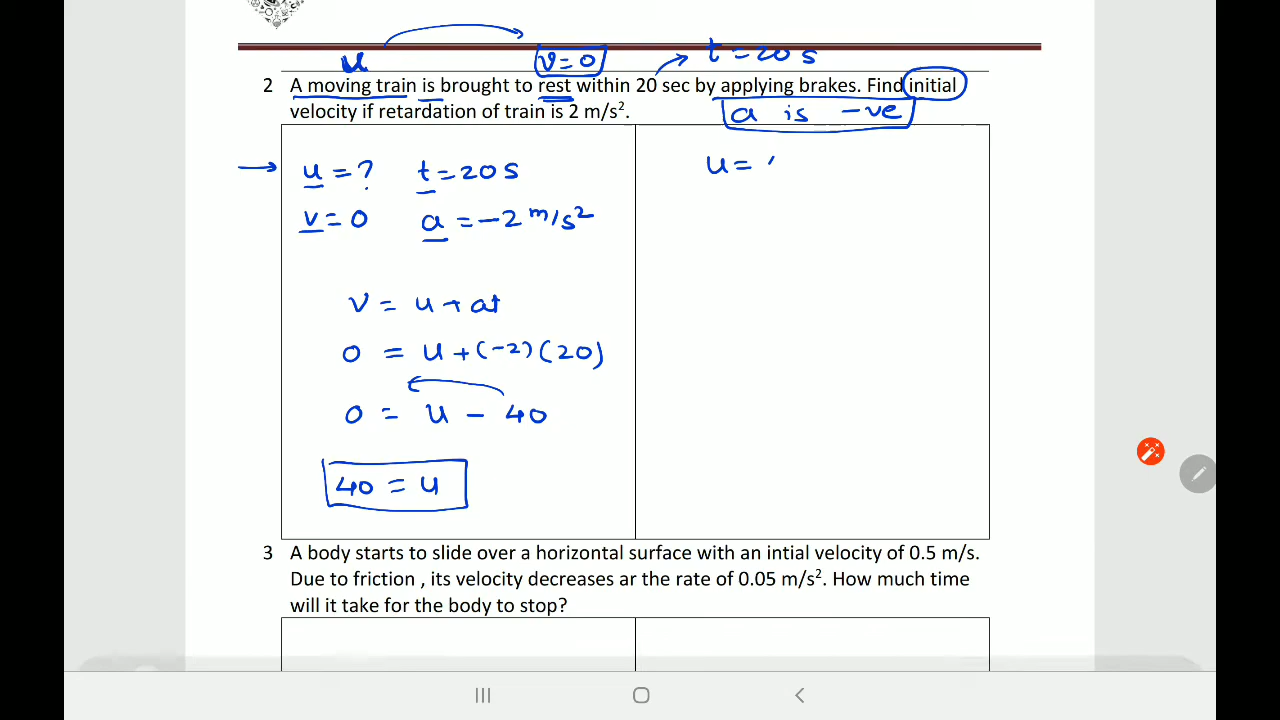 u v=0 t=20 s
2 A moving train is brought to rest within 20 sec by applying brakes. Find initial
velocity if retardation of train is 2 m/s². a is -ve
u = ? t=20 s
v=0 a = -2 m/s²
v = u + at
0 = u + (-2) (20)
0 = u - 40
40 = u
u =
3 A body starts to slide over a horizontal surface with an intial velocity of 0.5 m/s.
Due to friction , its velocity decreases ar the rate of 0.05 m/s². How much time
will it take for the body to stop?